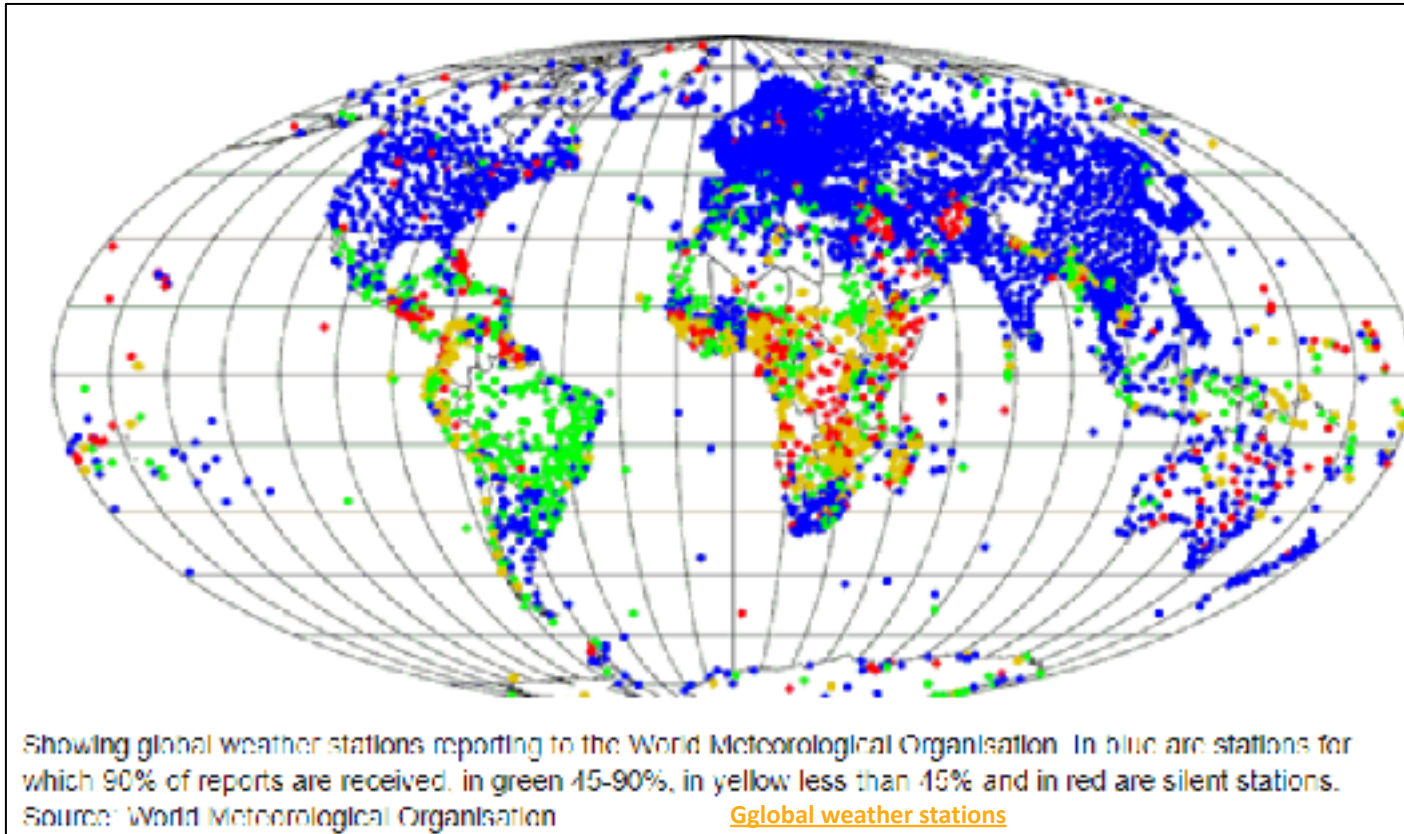 Showing global weather stations reporting to the World Meteorological Organisation. In blue are stations for
which 90% of reports are received, in green 45-90%, in yellow less than 45% and in red are silent stations.
Source: World Meteorological Organisation
Gglobal weather stations